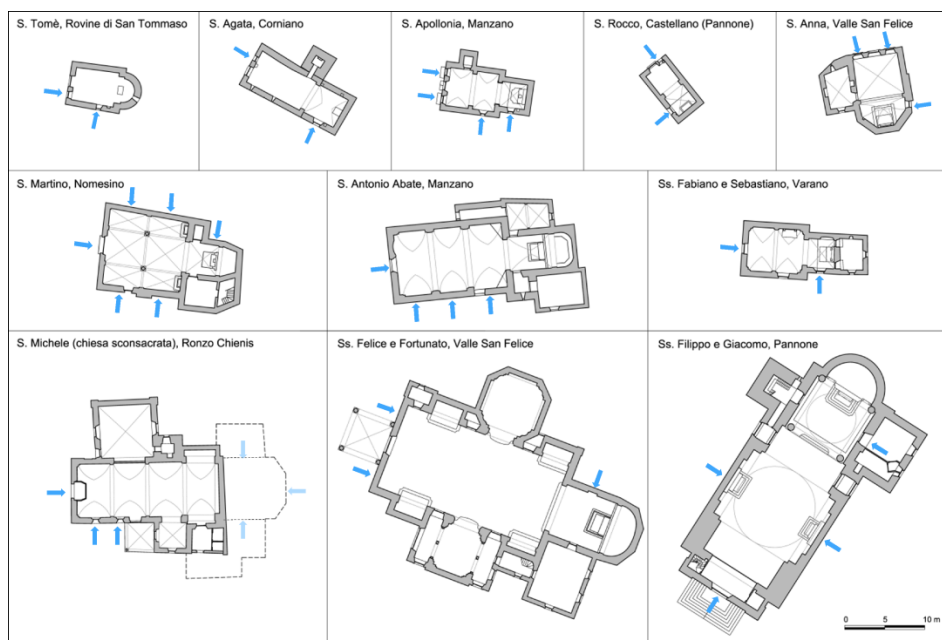 S. Tomè, Rovine di San Tommaso
S. Agata, Corniano
S. Apollonia, Manzano
S. Rocco, Castellano (Pannone)
S. Anna, Valle San Felice
S. Martino, Nomesino
S. Antonio Abate, Manzano
Ss. Fabiano e Sebastiano, Varano
S. Michele (chiesa sconsacrata), Ronzo Chienis
Ss. Felice e Fortunato, Valle San Felice
Ss. Filippo e Giacomo, Pannone
0 5 10 m